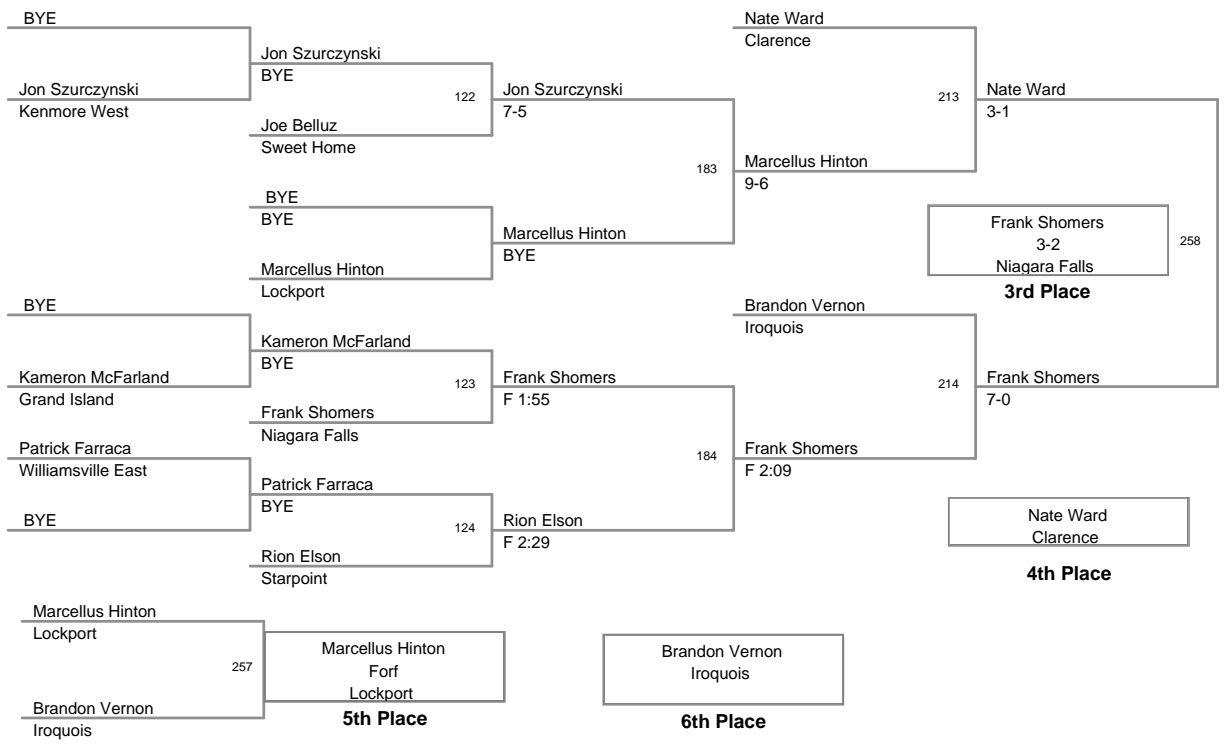 BYE
Nate Ward
Clarence
Jon Szurczynski
BYE
Jon Szurczynski
Kenmore West
122
Jon Szurczynski
7-5
213
Nate Ward
3-1
Joe Belluz
Sweet Home
183
Marcellus Hinton
9-6
BYE
BYE
Marcellus Hinton
BYE
Frank Shomers
3-2
Niagara Falls
258
3rd Place
Marcellus Hinton
Lockport
BYE
Brandon Vernon
Iroquois
Kameron McFarland
BYE
Kameron McFarland
Grand Island
123
Frank Shomers
F 1:55
214
Frank Shomers
7-0
Frank Shomers
Niagara Falls
Patrick Farraca
Williamsville East
184
Frank Shomers
F 2:09
Patrick Farraca
BYE
BYE
124
Rion Elson
F 2:29
Nate Ward
Clarence
4th Place
Rion Elson
Starpoint
Marcellus Hinton
Lockport
257
Marcellus Hinton
Forf
Lockport
5th Place
Brandon Vernon
Iroquois
6th Place
Brandon Vernon
Iroquois